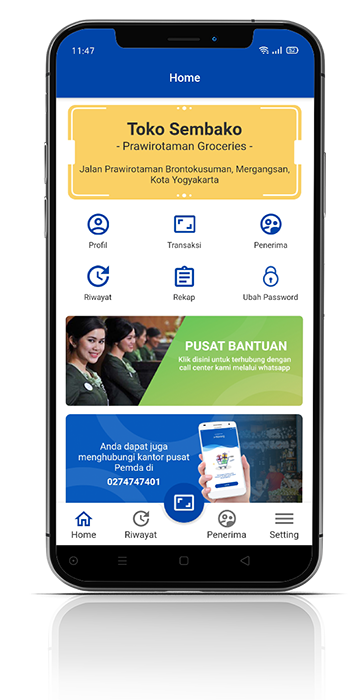 11:47
Home
Toko Sembako
- Prawirotaman Groceries -
Jalan Prawirotaman Brontokusuman, Mergangsan,
Kota Yogyakarta
Profil
Transaksi
Penerima
Riwayat
Rekap
Ubah Password
PUSAT BANTUAN
Klik disini untuk terhubung dengan
call center kami melalui whatsapp
Anda dapat juga
menghubungi kantor pusat
Pemda di
0274747401
Home
Riwayat
Penerima
Setting